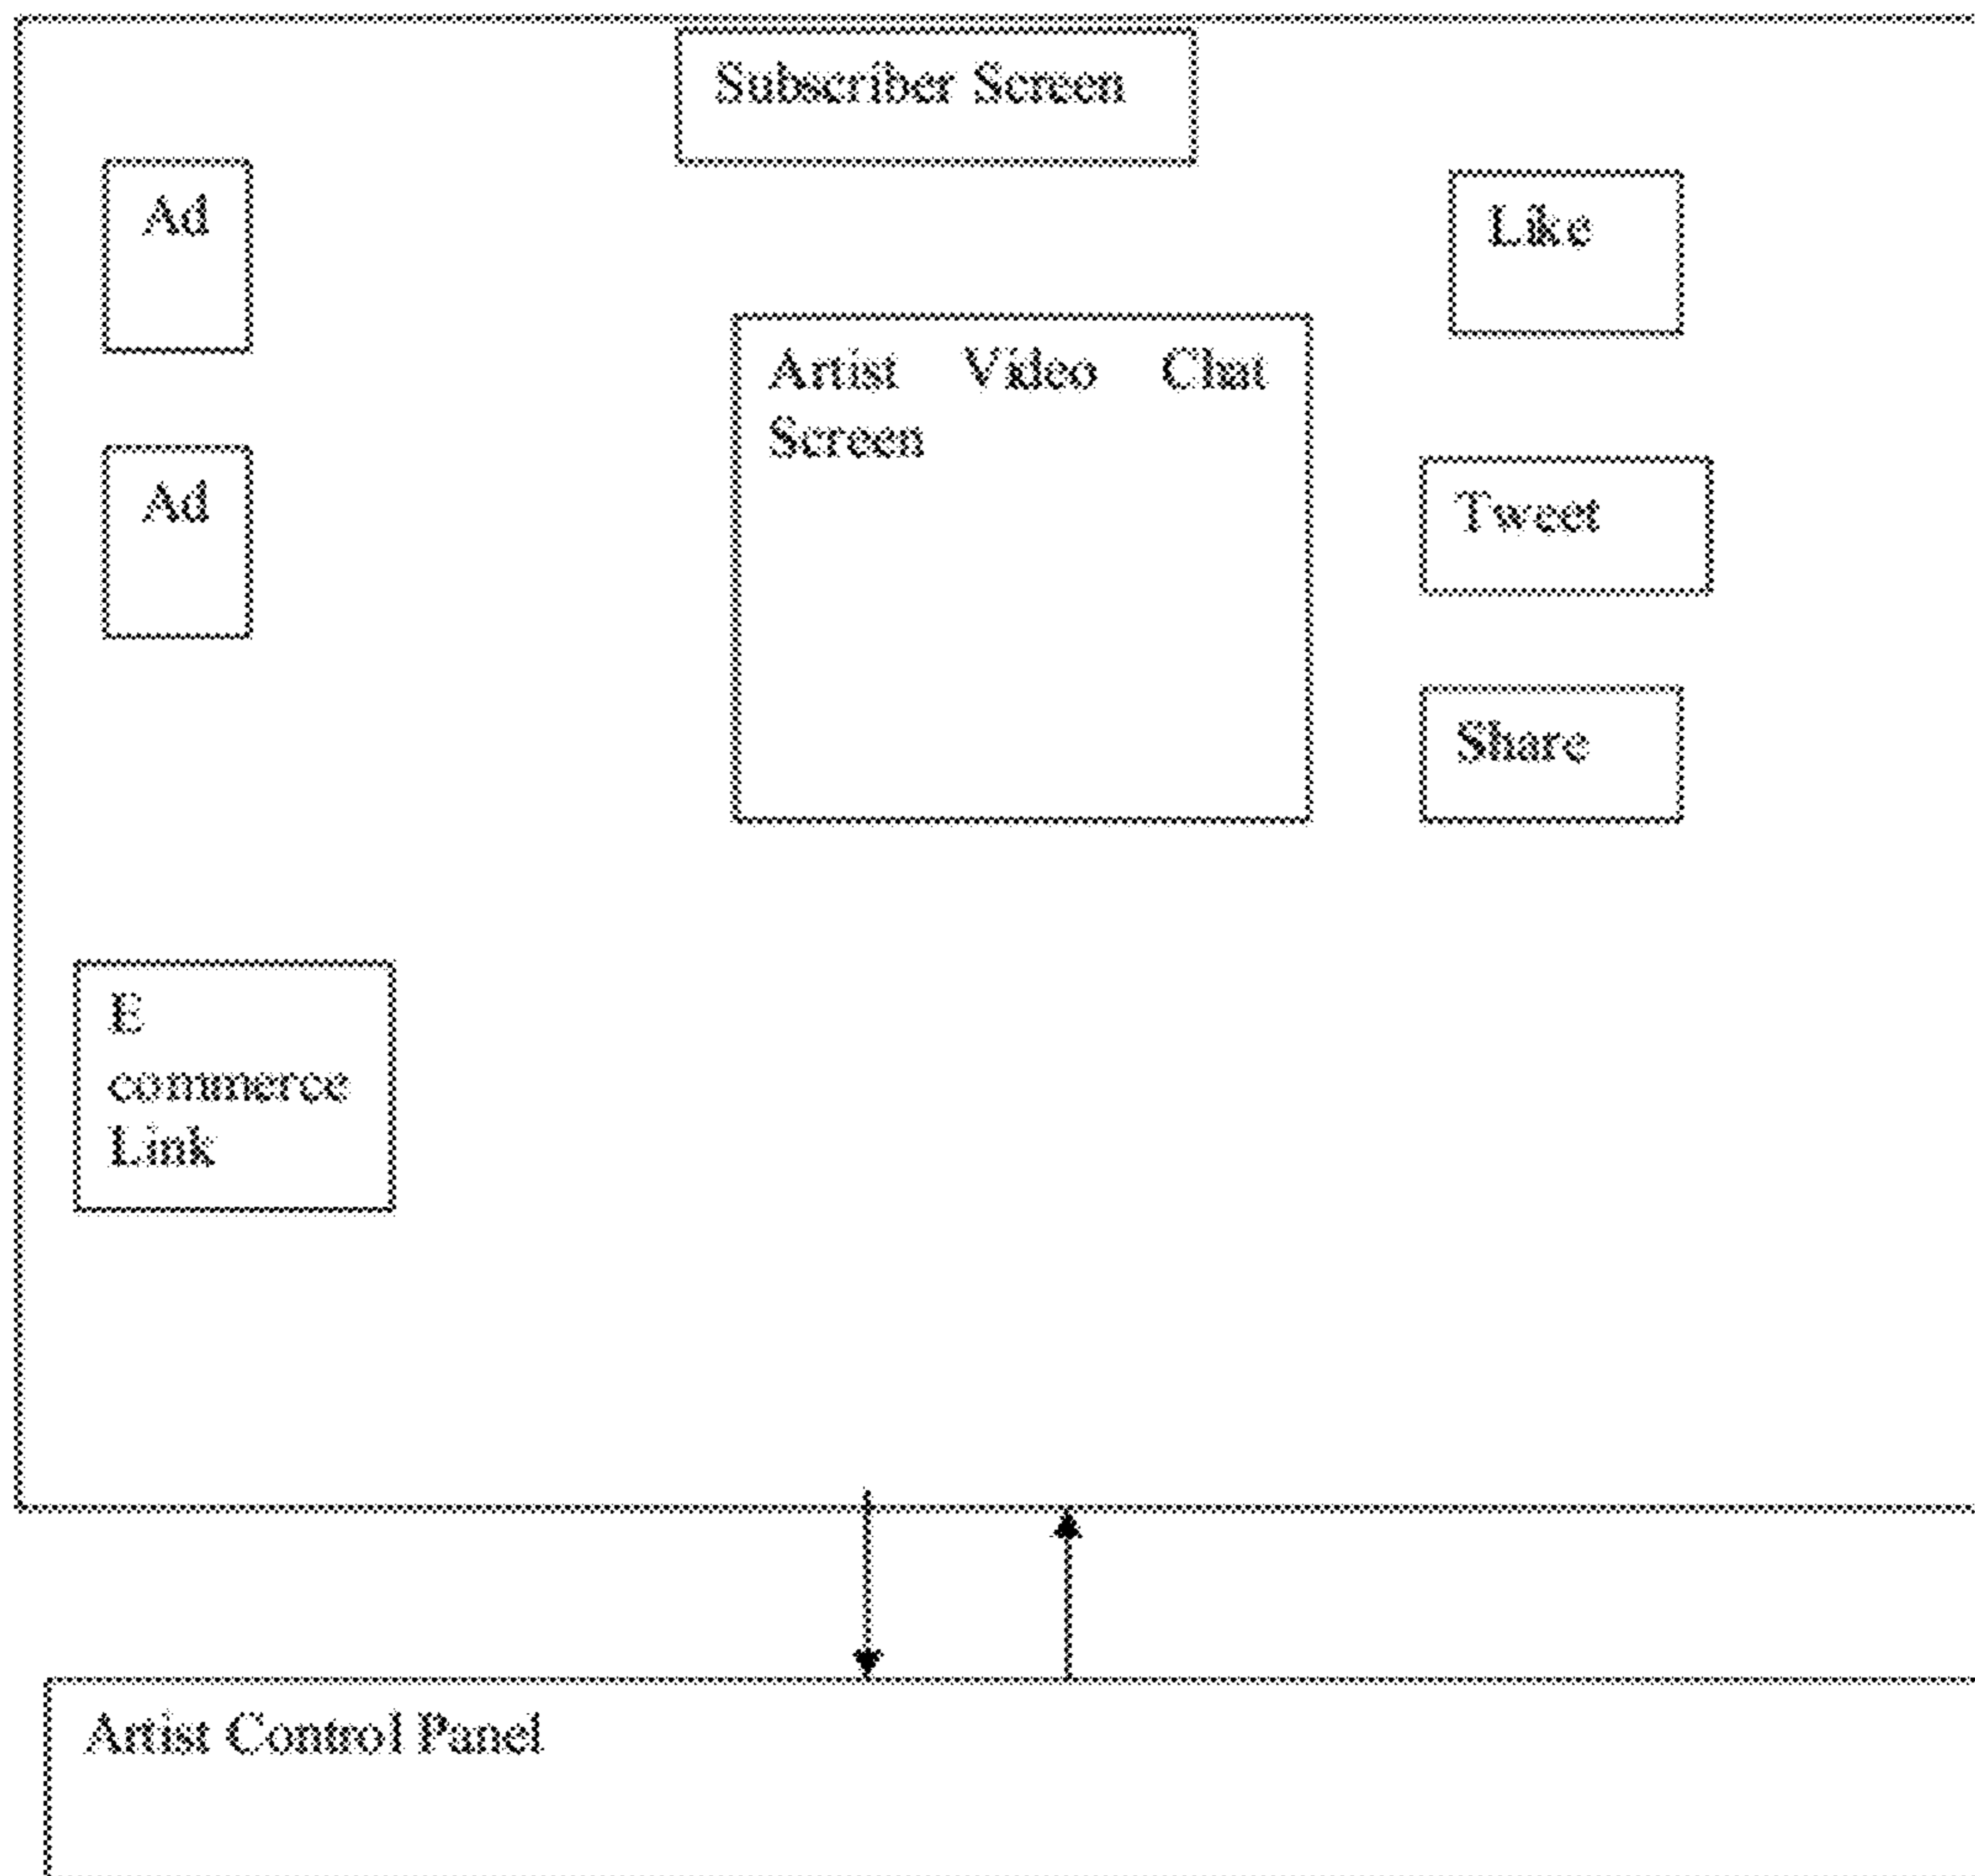 Subscriber Screen
Ad
Like
Artist Video Chat
Screen
Ad
Tweet
Share
E
commerce
Link
Artist Control Panel